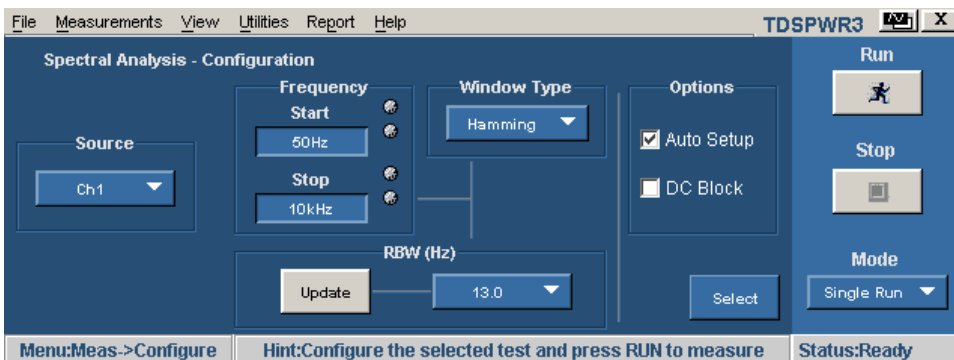 File Measurements View Utilities Report Help
TDSPWR3
X
Spectral Analysis - Configuration
Source
Ch1
Frequency
Start
50Hz
Stop
10kHz
Window Type
Hamming
RBW (Hz)
Update
13.0
Options
Auto Setup
DC Block
Select
Run
Stop
Mode
Single Run
Menu:Meas->Configure
Hint:Configure the selected test and press RUN to measure
Status:Ready